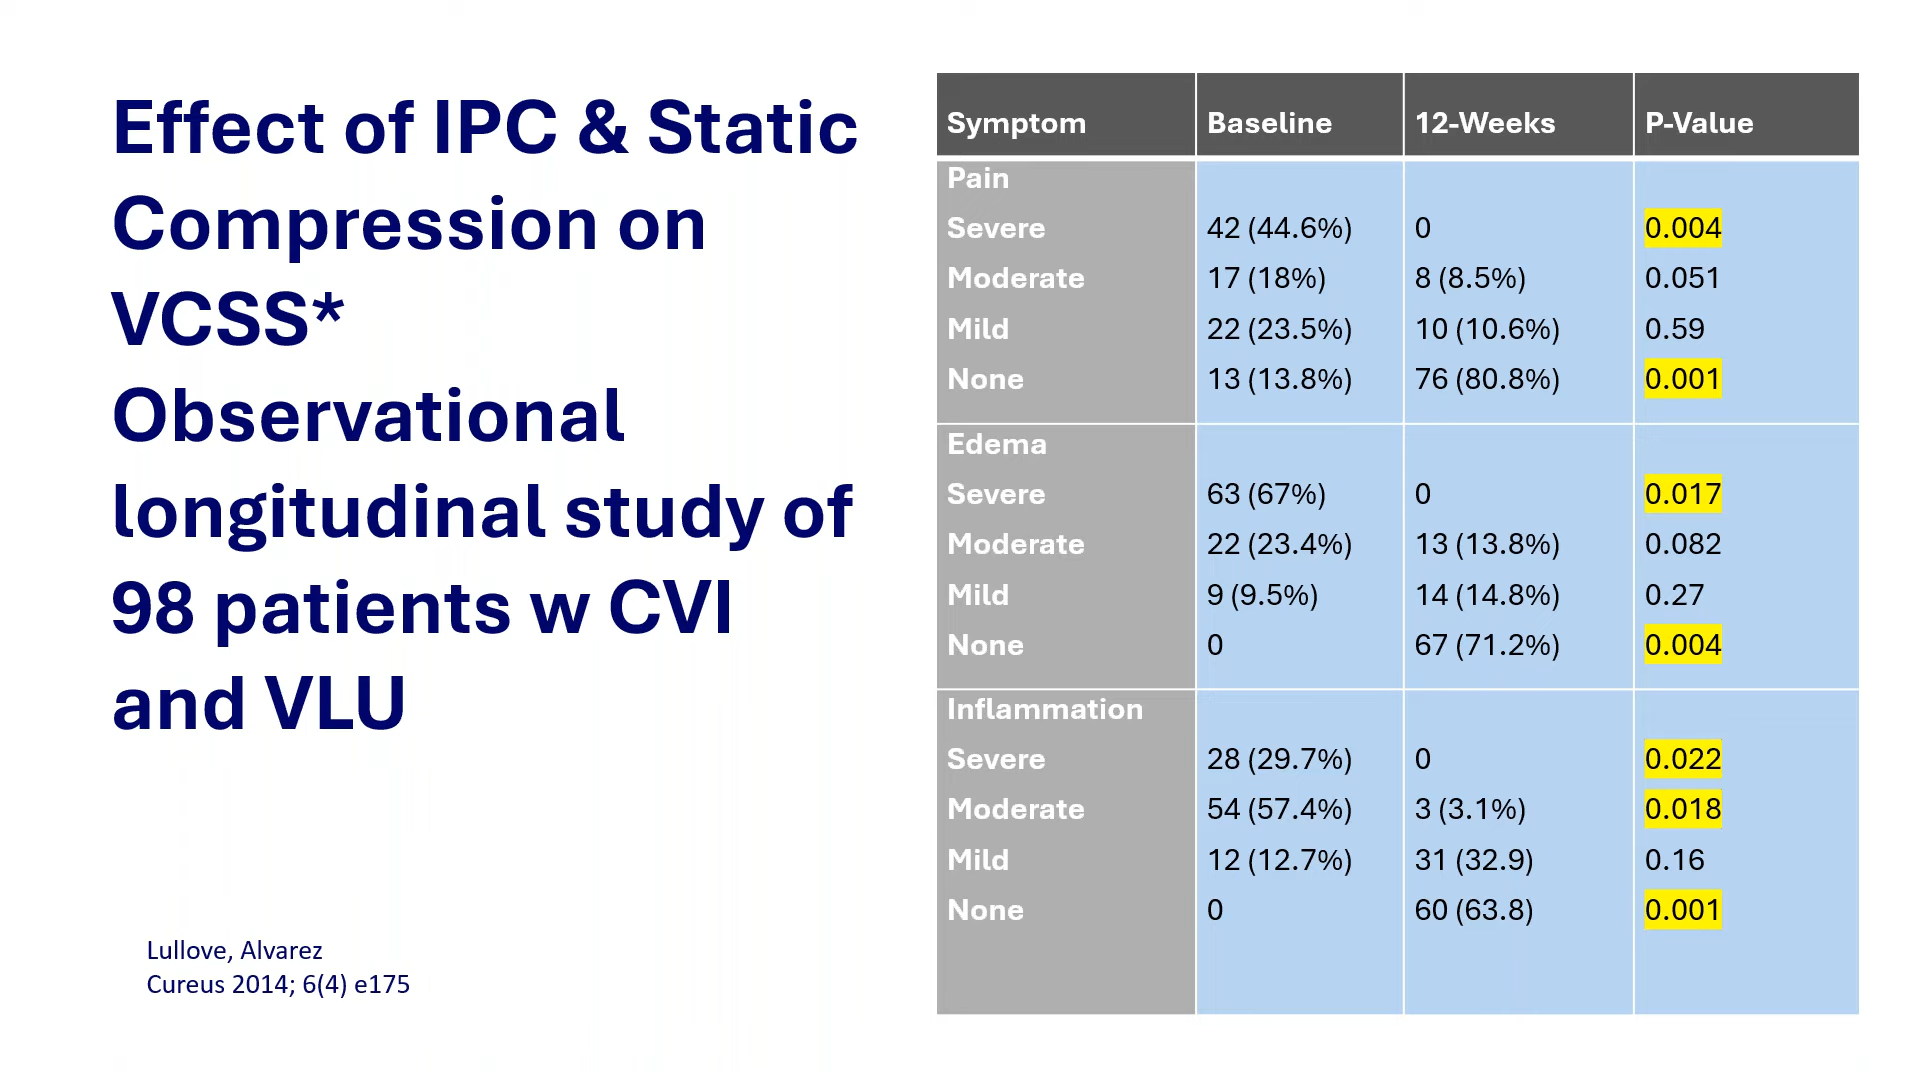 Effect of IPC & Static
Compression on
VCSS*
Observational
longitudinal study of
98 patients w CVI
and VLU
Lullove, Alvarez
Cureus 2014; 6(4) e175
Symptom Baseline 12-Weeks P-Value
Pain
Severe 42 (44.6%) 0 0.004
Moderate 17 (18%) 8 (8.5%) 0.051
Mild 22 (23.5%) 10 (10.6%) 0.59
None 13 (13.8%) 76 (80.8%) 0.001
Edema
Severe 63 (67%) 0 0.017
Moderate 22 (23.4%) 13 (13.8%) 0.082
Mild 9 (9.5%) 14 (14.8%) 0.27
None 0 67 (71.2%) 0.004
Inflammation
Severe 28 (29.7%) 0 0.022
Moderate 54 (57.4%) 3 (3.1%) 0.018
Mild 12 (12.7%) 31 (32.9) 0.16
None 0 60 (63.8) 0.001